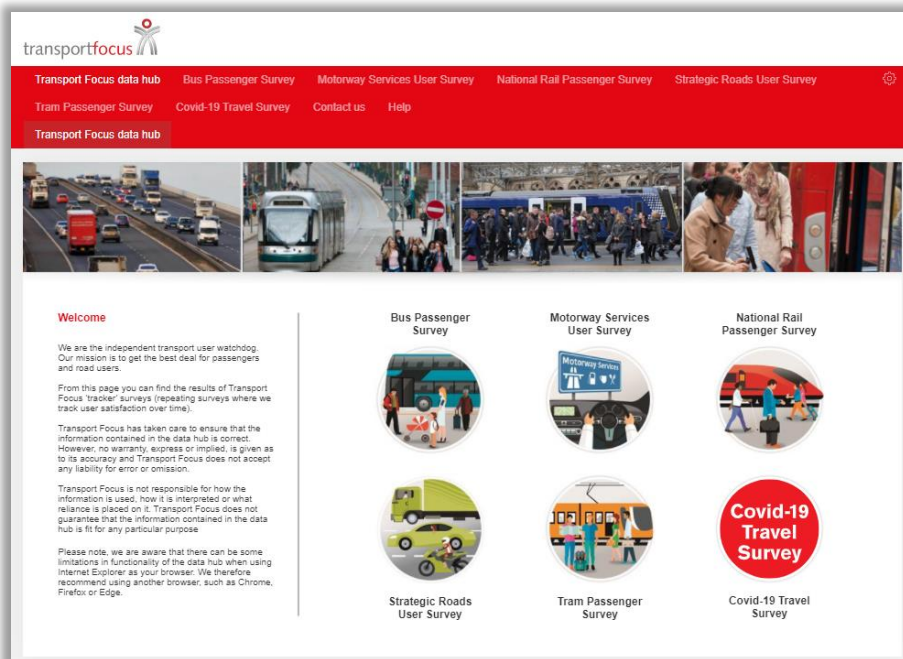 transportfocus
Transport Focus data hub Bus Passenger Survey Motorway Services User Survey National Rail Passenger Survey Strategic Roads User Survey
Tram Passenger Survey Covid-19 Travel Survey Contact us Help
Transport Focus data hub
Welcome
We are the independent transport user watchdog.
Our mission is to get the best deal for passengers
and road users.
From this page you can find the results of Transport
Focus 'tracker' surveys (repeating surveys where we
track user satisfaction over time).
Transport Focus has taken care to ensure that the
information contained in the data hub is correct.
However, no warranty, express or implied, is given as
to its accuracy and Transport Focus does not accept
any liability for error or omission.
Transport Focus is not responsible for how the
information is used, how it is interpreted or what
reliance is placed on it. Transport Focus does not
guarantee that the information contained in the data
hub is fit for any particular purpose
Please note, we are aware that there can be some
limitations in functionality of the data hub when using
Internet Explorer as your browser. We therefore
recommend using another browser, such as Chrome,
Firefox or Edge.
Bus Passenger
Survey
Motorway Services
User Survey
National Rail
Passenger Survey
Motorway Services
Covid-19
Travel
Survey
Strategic Roads
User Survey
Tram Passenger
Survey
Covid-19 Travel
Survey